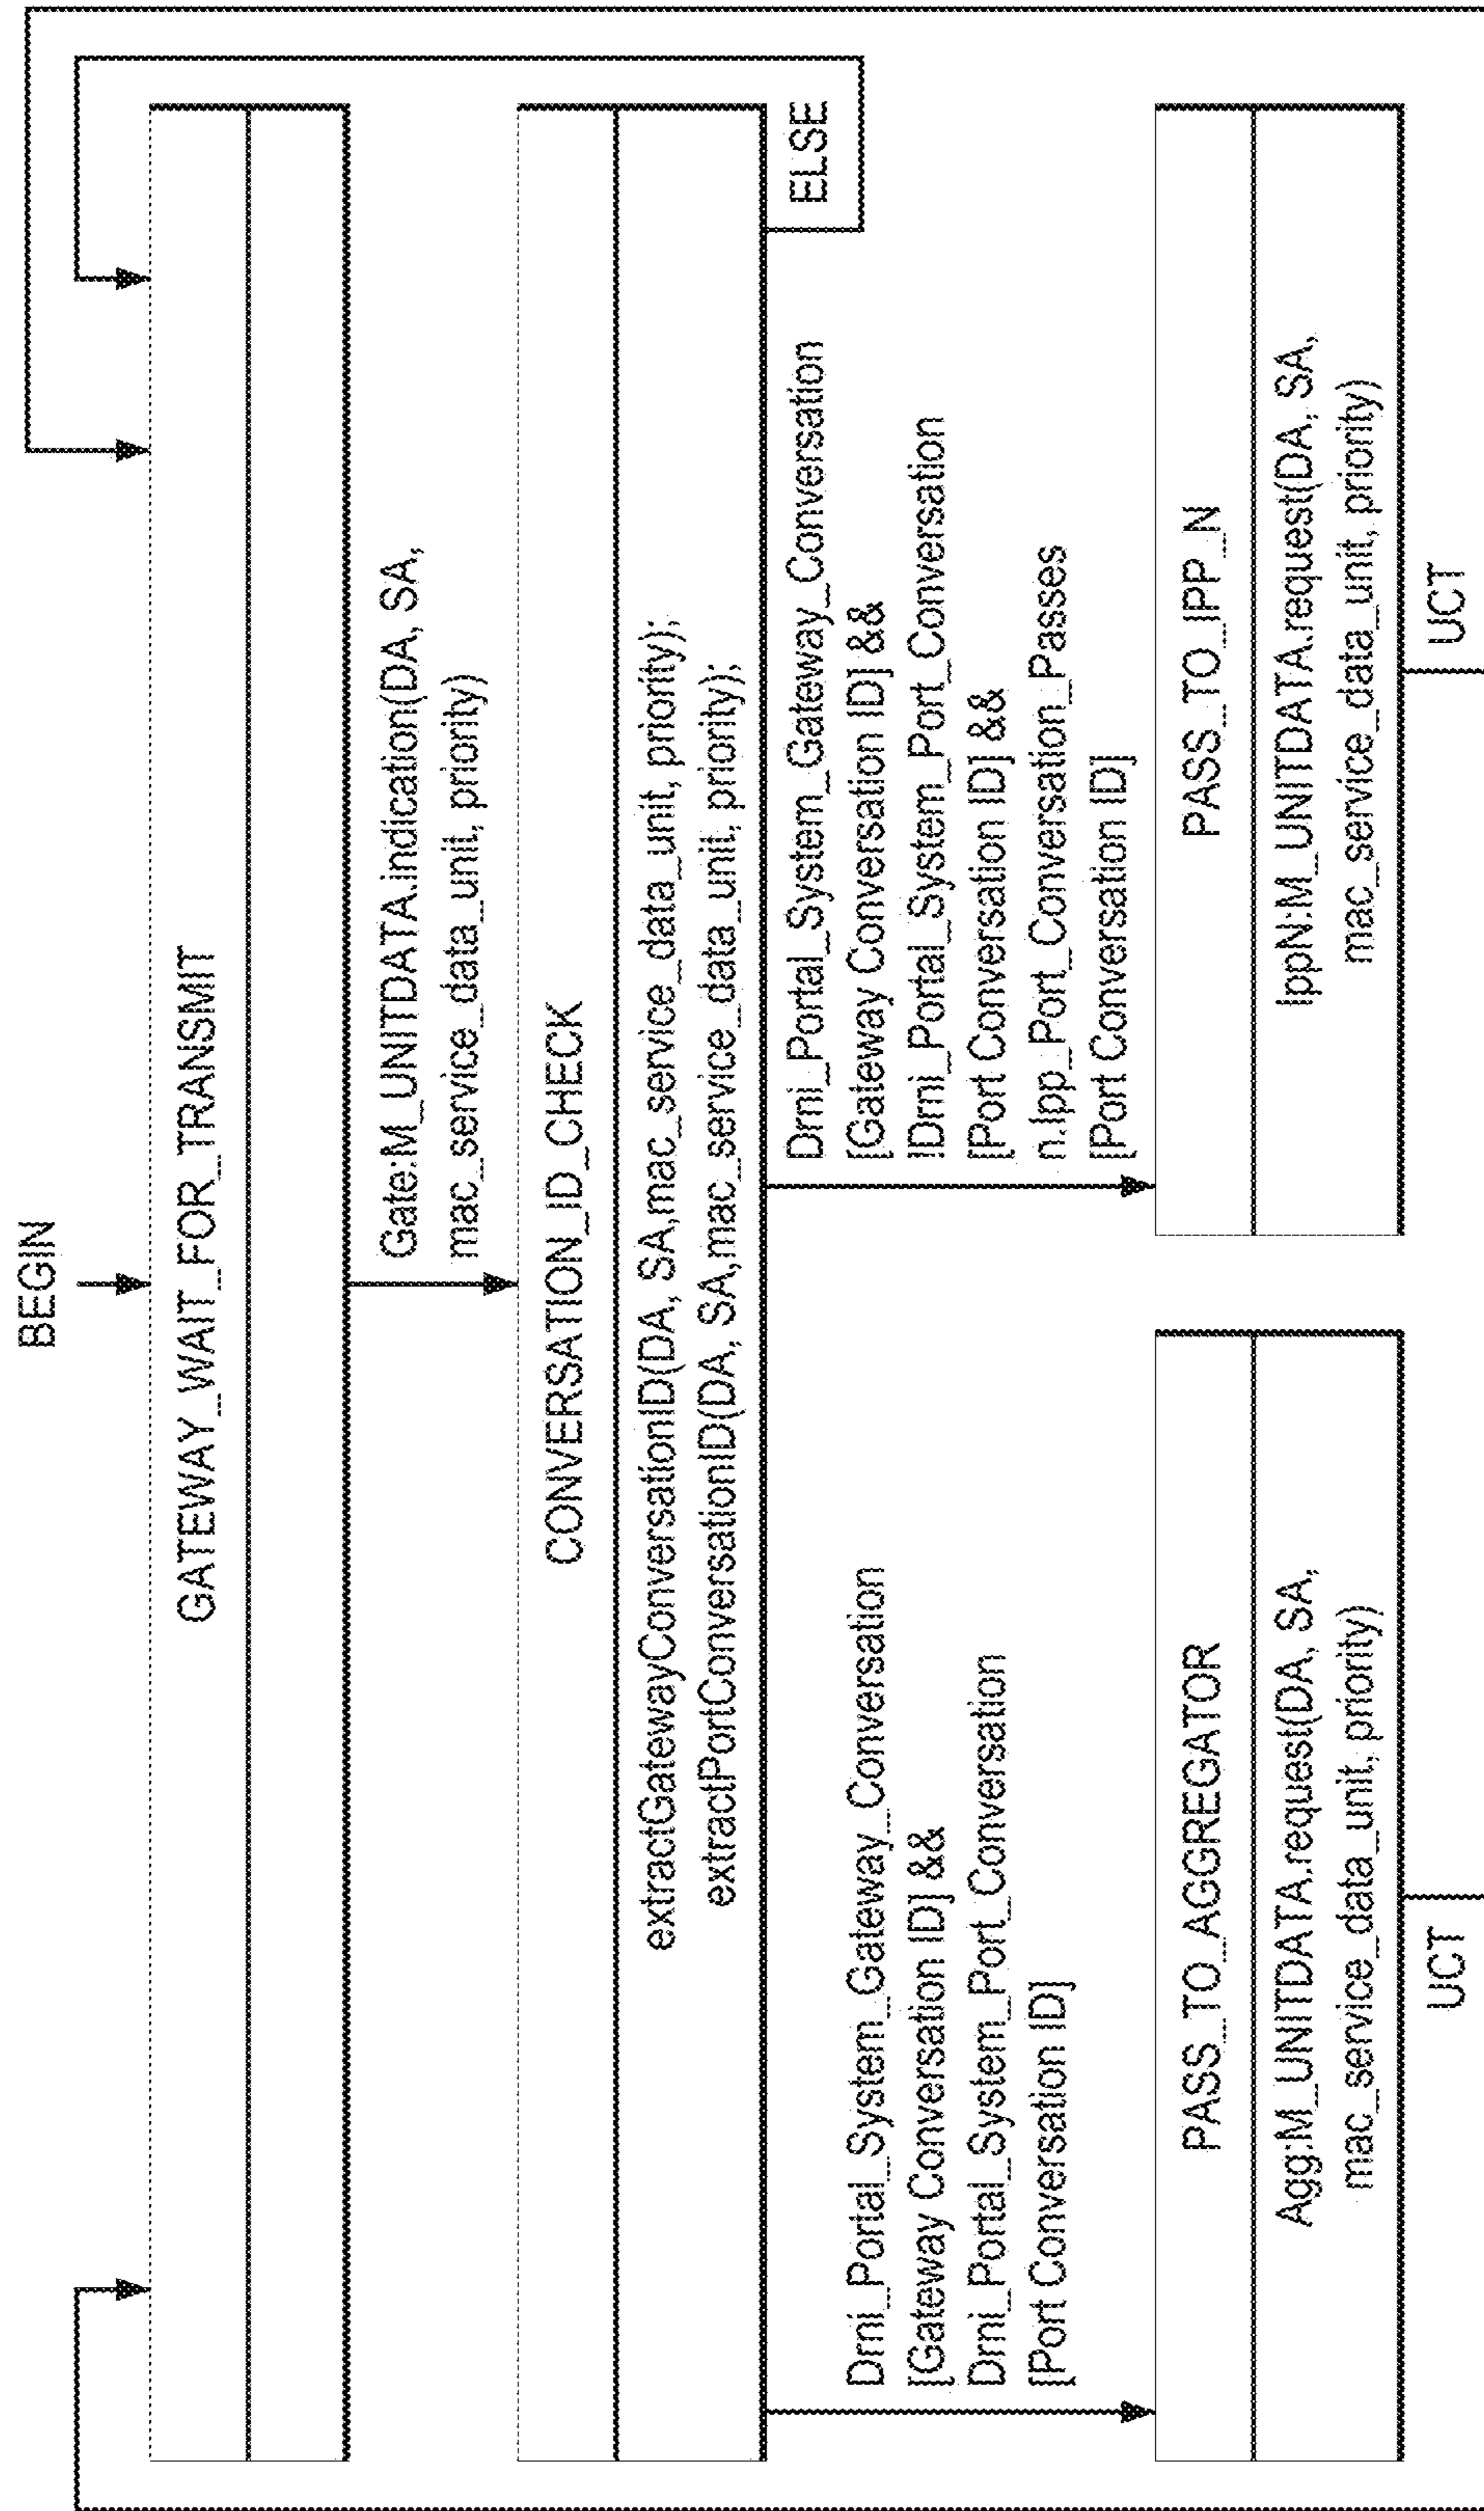 BEGIN
GATEWAY_WAIT_FOR_TRANSMIT
Gate:M_UNITDATA.indication(DA, SA,
mac_service_data_unit, priority)
CONVERSATION_ID_CHECK
extractGatewayConversationID(DA, SA,mac_service_data_unit, priority);
extractPortConversationID(DA, SA,mac_service_data_unit, priority);
ELSE
Drni_Portal_System_Gateway_Conversation
[Gateway Conversation ID] &&
Drni_Portal_System_Port_Conversation
[Port Conversation ID]
Drni_Portal_System_Gateway_Conversation
[Gateway Conversation ID] &&
!Drni_Portal_System_Port_Conversation
[Port Conversation ID] &&
n.Ipp_Port_Conversation_Passes
[Port Conversation ID]
PASS_TO_AGGREGATOR
Agg:M_UNITDATA.request(DA, SA,
mac_service_data_unit, priority)
UCT
PASS_TO_IPP_N
IppN:M_UNITDATA.request(DA, SA,
mac_service_data_unit, priority)
UCT